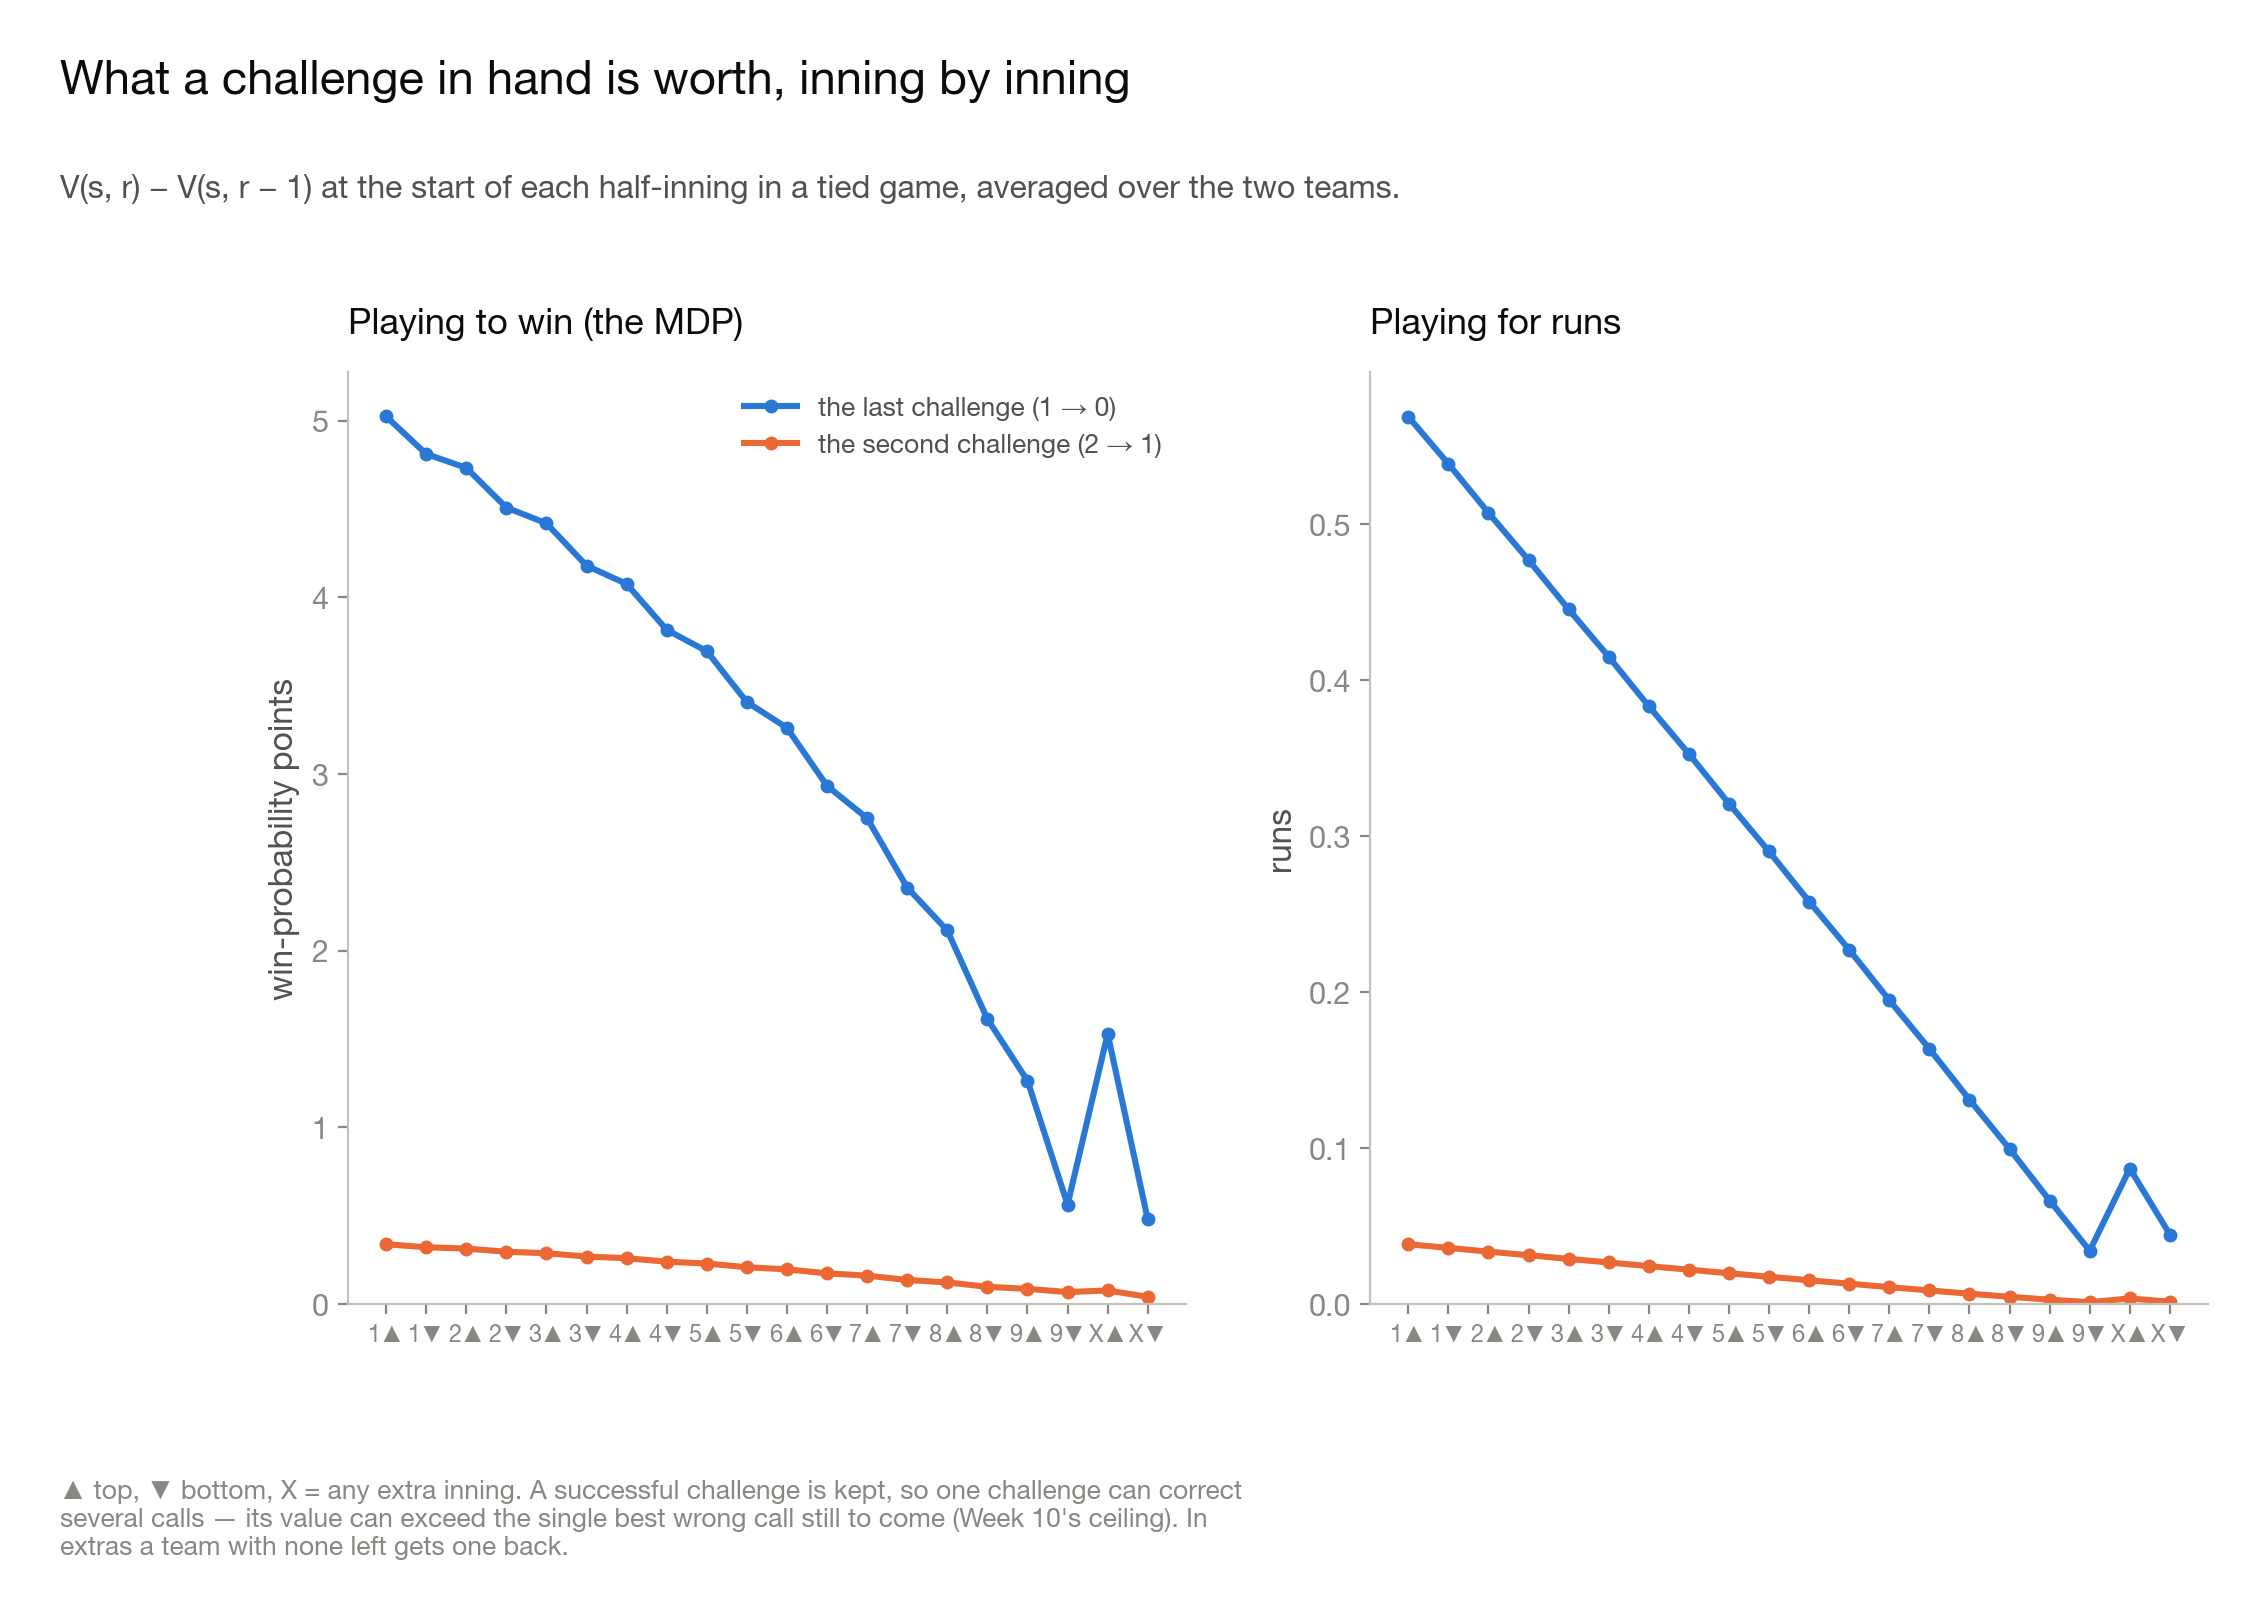 What a challenge in hand is worth, inning by inning
V(s, r) – V(s, r – 1) at the start of each half-inning in a tied game, averaged over the two teams.
Playing to win (the MDP)
the last challenge (1 → 0)
the second challenge (2 → 1)
win-probability points
5
4
3
2
1
0
1▲ 1▼ 2▲ 2▼ 3▲ 3▼ 4▲ 4▼ 5▲ 5▼ 6▲ 6▼ 7▲ 7▼ 8▲ 8▼ 9▲ 9▼ X▲ X▼
Playing for runs
runs
0.5
0.4
0.3
0.2
0.1
0.0
1▲ 1▼ 2▲ 2▼ 3▲ 3▼ 4▲ 4▼ 5▲ 5▼ 6▲ 6▼ 7▲ 7▼ 8▲ 8▼ 9▲ 9▼ X▲ X▼
▲ top, ▼ bottom, X = any extra inning. A successful challenge is kept, so one challenge can correct
several calls — its value can exceed the single best wrong call still to come (Week 10's ceiling). In
extras a team with none left gets one back.